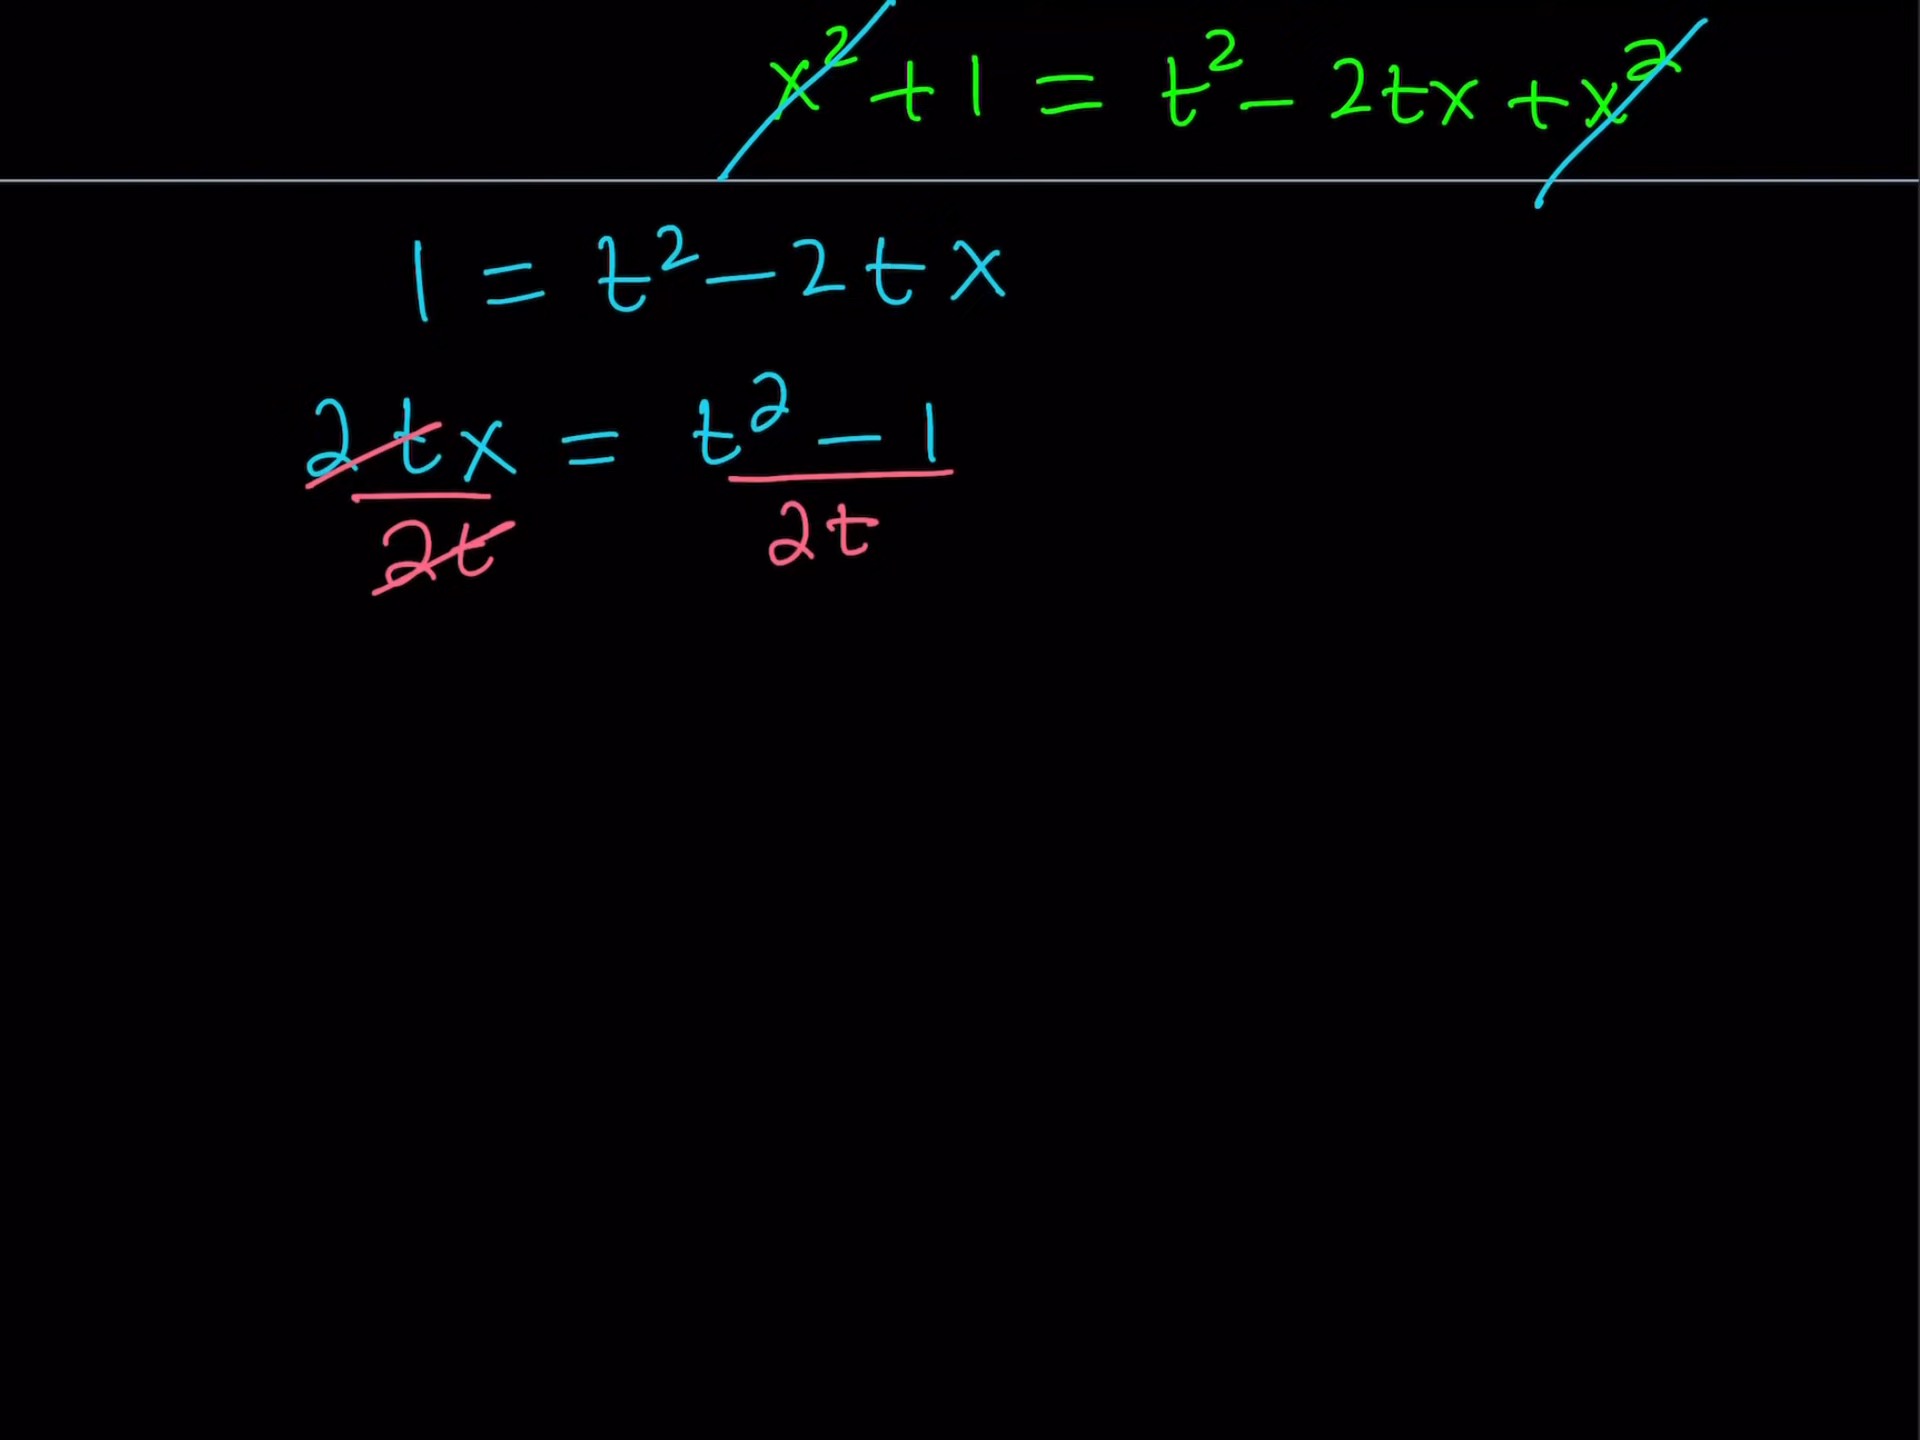 x² + 1 = t² - 2tx + x²
1 = t² - 2tx
2tx = t² - 1
2t 2t